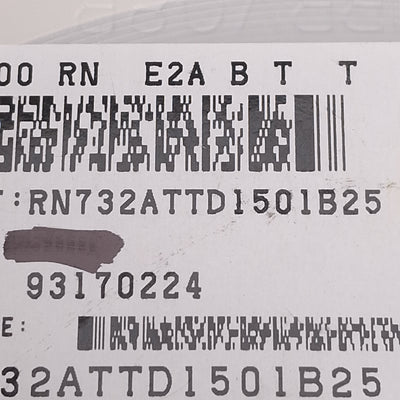 00 RN E2A B T T
T:RN732ATTD1501B25
93170224
E:
32ATTD1501B25